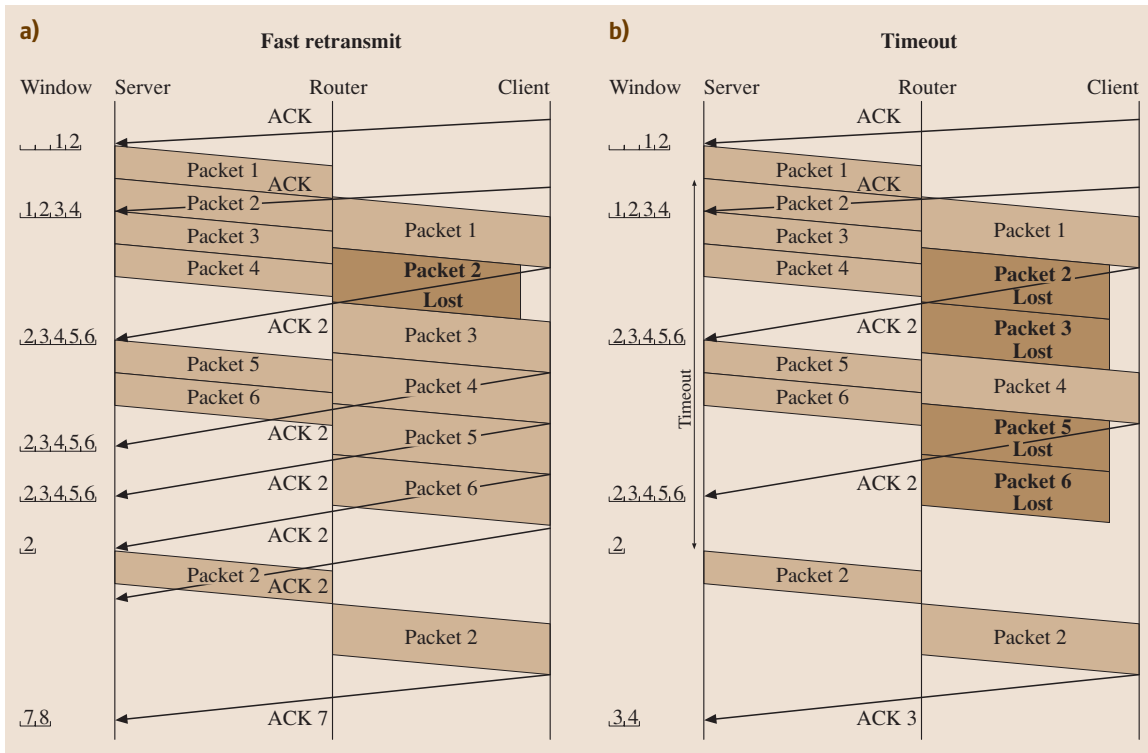 a)
Fast retransmit
Window
Server
Router
Client
ACK
1,2
Packet 1
ACK
Packet 2
1,2,3,4
Packet 3
Packet 1
Packet 4
Packet 2
Lost
ACK 2
2,3,4,5,6
Packet 3
Packet 5
Packet 4
Packet 6
ACK 2
2,3,4,5,6
Packet 5
ACK 2
2,3,4,5,6
Packet 6
ACK 2
2
Packet 2
ACK 2
Packet 2
7,8
ACK 7
b)
Timeout
Window
Server
Router
Client
ACK
1,2
Packet 1
ACK
Packet 2
1,2,3,4
Packet 3
Packet 1
Packet 4
Packet 2
Lost
ACK 2
2,3,4,5,6
Packet 3
Lost
Packet 5
Packet 4
Packet 6
Timeout
Packet 5
Lost
ACK 2
2,3,4,5,6
Packet 6
Lost
2
Packet 2
Packet 2
3,4
ACK 3